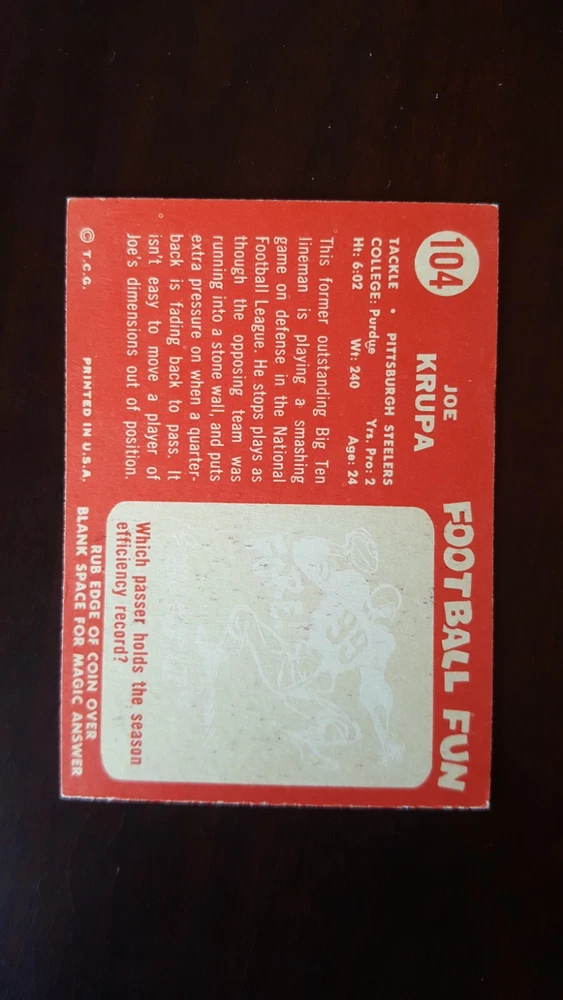 104
JOE
KRUPA
TACKLE • PITTSBURGH STEELERS
COLLEGE: Purdue Yrs. Pro: 2
Ht: 6:02 Wt: 240 Age: 24
This former outstanding Big Ten
lineman is playing a smashing
game on defense in the National
Football League. He stops plays as
though the opposing team was
running into a stone wall, and puts
extra pressure on when a quarter-
back is fading back to pass. It
isn't easy to move a player of
Joe's dimensions out of position.
© T.C.G. PRINTED IN U.S.A.
FOOTBALL FUN
99
Which passer holds the season
efficiency record?
RUB EDGE OF COIN OVER
BLANK SPACE FOR MAGIC ANSWER